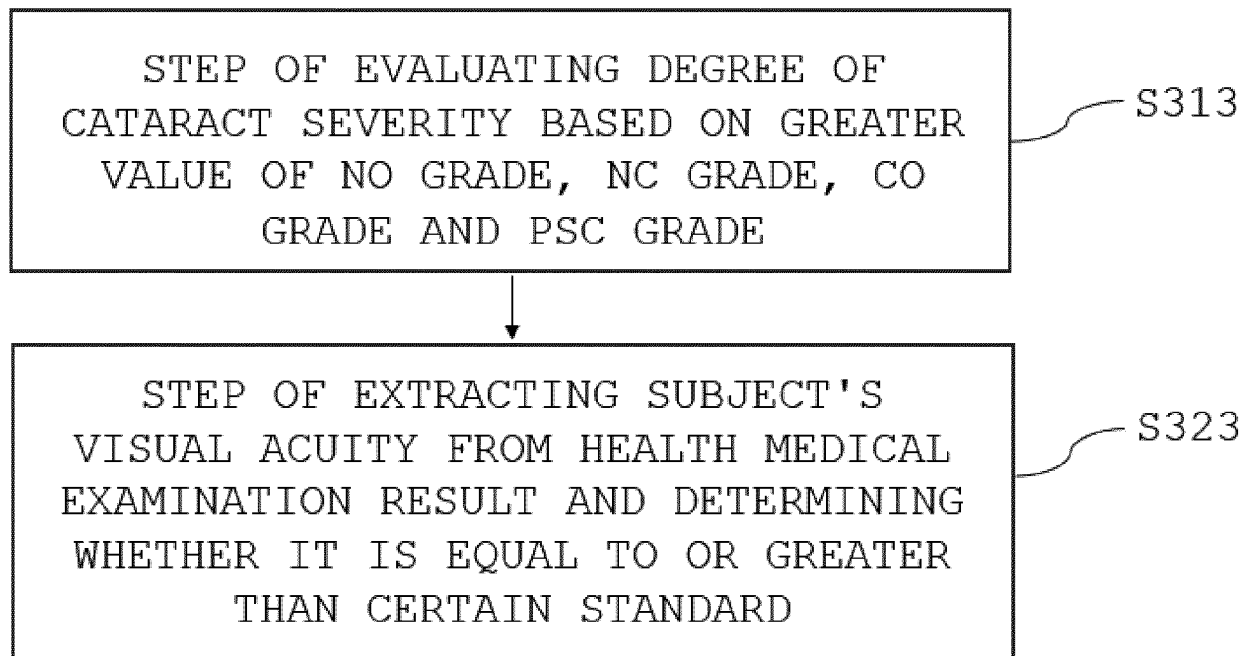 STEP OF EVALUATING DEGREE OF
CATARACT SEVERITY BASED ON GREATER
VALUE OF NO GRADE, NC GRADE, CO
GRADE AND PSC GRADE
S313
STEP OF EXTRACTING SUBJECT'S
VISUAL ACUITY FROM HEALTH MEDICAL
EXAMINATION RESULT AND DETERMINING
WHETHER IT IS EQUAL TO OR GREATER
THAN CERTAIN STANDARD
S323